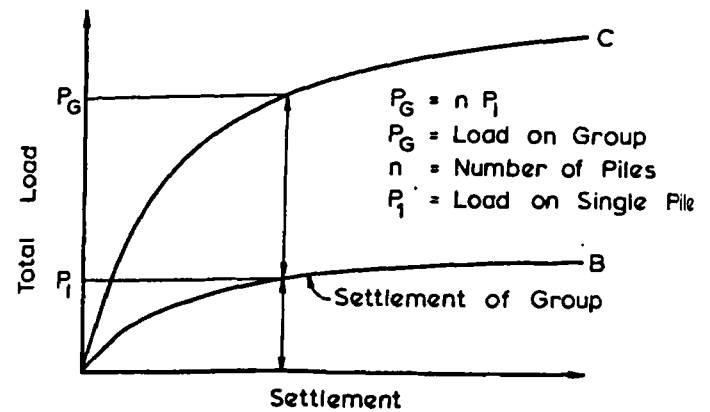 C
P_G
P_G = n P_1
P_G = Load on Group
n = Number of Piles
P_1 = Load on Single Pile
Total Load
P_1
B
Settlement of Group
Settlement